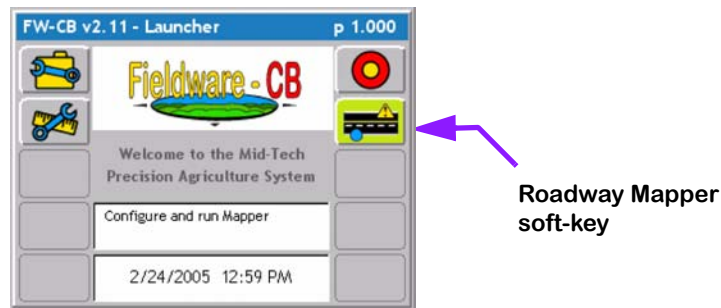 FW-CB v2.11 - Launcher p 1.000
Fieldware - CB
Welcome to the Mid-Tech
Precision Agriculture System
Configure and run Mapper
2/24/2005 12:59 PM
Roadway Mapper
soft-key